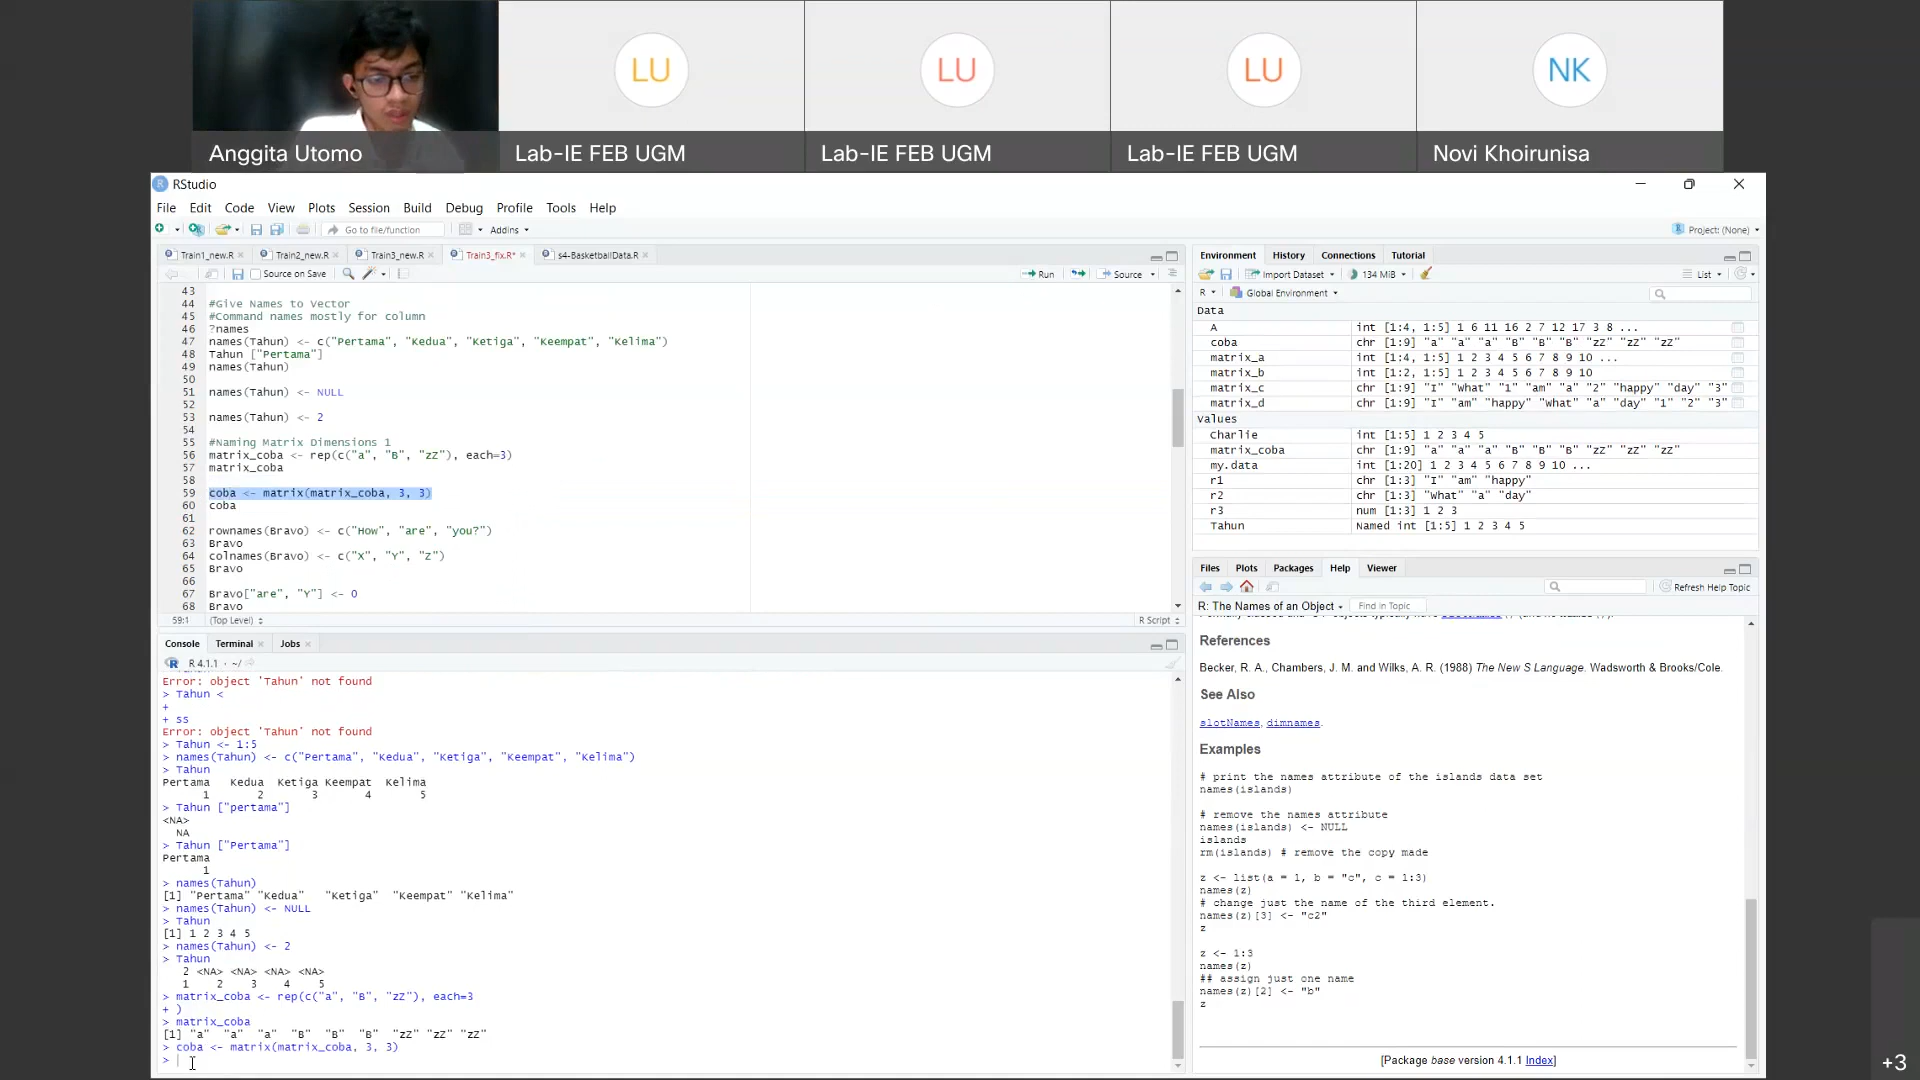 LU
LU
LU
NK
Anggita Utomo
Lab-IE FEB UGM
Lab-IE FEB UGM
Lab-IE FEB UGM
Novi Khoirunisa
RStudio
File Edit Code View Plots Session Build Debug Profile Tools Help
Go to file/function
Addins
Project: (None)
Train1_new.R
Train2_new.R
Train3_new.R
Train3_fix.R*
s4-BasketballData.R
Source on Save
Run
Source
43
44 #Give Names to Vector
45 #Command names mostly for column
46 ?names
47 names(Tahun) <- c("Pertama", "Kedua", "Ketiga", "Keempat", "Kelima")
48 Tahun ["Pertama"]
49 names(Tahun)
50
51 names(Tahun) <- NULL
52
53 names(Tahun) <- 2
54
55 #Naming Matrix Dimensions 1
56 matrix_coba <- rep(c("a", "B", "zZ"), each=3)
57 matrix_coba
58
59 coba <- matrix(matrix_coba, 3, 3)
60 coba
61
62 rownames(Bravo) <- c("How", "are", "you?")
63 Bravo
64 colnames(Bravo) <- c("X", "Y", "Z")
65 Bravo
66
67 Bravo["are", "Y"] <- 0
68 Bravo
59:1 (Top Level) R Script
Console Terminal Jobs
R 4.1.1 · ~/
Error: object 'Tahun' not found
> Tahun <
+
+ ss
Error: object 'Tahun' not found
> Tahun <- 1:5
> names(Tahun) <- c("Pertama", "Kedua", "Ketiga", "Keempat", "Kelima")
> Tahun
Pertama Kedua Ketiga Keempat Kelima
1 2 3 4 5
> Tahun ["pertama"]
<NA>
NA
> Tahun ["Pertama"]
Pertama
1
> names(Tahun)
[1] "Pertama" "Kedua" "Ketiga" "Keempat" "Kelima"
> names(Tahun) <- NULL
> Tahun
[1] 1 2 3 4 5
> names(Tahun) <- 2
> Tahun
2 <NA> <NA> <NA> <NA>
1 2 3 4 5
> matrix_coba <- rep(c("a", "B", "zZ"), each=3
+ )
> matrix_coba
[1] "a" "a" "a" "B" "B" "B" "zZ" "zZ" "zZ"
> coba <- matrix(matrix_coba, 3, 3)
>
Environment History Connections Tutorial
Import Dataset 134 MiB List
R Global Environment
Data
A int [1:4, 1:5] 1 6 11 16 2 7 12 17 3 8 ...
coba chr [1:9] "a" "a" "a" "B" "B" "B" "zZ" "zZ" "zZ"
matrix_a int [1:4, 1:5] 1 2 3 4 5 6 7 8 9 10 ...
matrix_b int [1:2, 1:5] 1 2 3 4 5 6 7 8 9 10
matrix_c chr [1:9] "I" "What" "1" "am" "a" "2" "happy" "day" "3"
matrix_d chr [1:9] "I" "am" "happy" "What" "a" "day" "1" "2" "3"
Values
Charlie int [1:5] 1 2 3 4 5
matrix_coba chr [1:9] "a" "a" "a" "B" "B" "B" "zZ" "zZ" "zZ"
my.data int [1:20] 1 2 3 4 5 6 7 8 9 10 ...
r1 chr [1:3] "I" "am" "happy"
r2 chr [1:3] "What" "a" "day"
r3 num [1:3] 1 2 3
Tahun Named int [1:5] 1 2 3 4 5
Files Plots Packages Help Viewer
Refresh Help Topic
R: The Names of an Object Find in Topic
References
Becker, R. A., Chambers, J. M. and Wilks, A. R. (1988) The New S Language. Wadsworth & Brooks/Cole.
See Also
slotNames, dimnames.
Examples
# print the names attribute of the islands data set
names(islands)
# remove the names attribute
names(islands) <- NULL
islands
rm(islands) # remove the copy made
z <- list(a = 1, b = "c", c = 1:3)
names(z)
# change just the name of the third element.
names(z)[3] <- "c2"
z
z <- 1:3
names(z)
## assign just one name
names(z)[2] <- "b"
z
[Package base version 4.1.1 Index]
+3